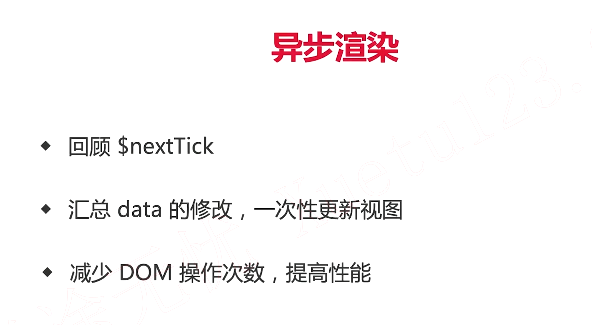 异步渲染
回顾 $nextTick
汇总 data 的修改，一次性更新视图
减少 DOM 操作次数，提高性能